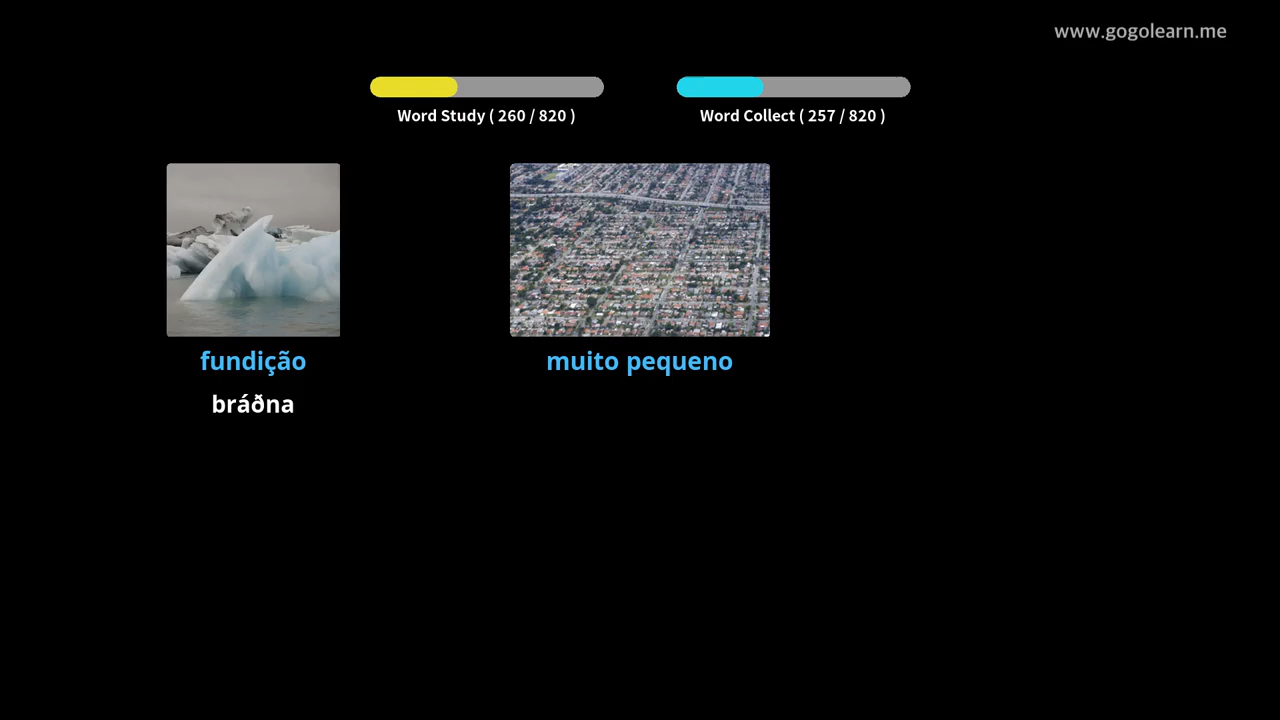 www.gogolearn.me
Word Study ( 260 / 820 )
Word Collect ( 257 / 820 )
fundição
bráðna
muito pequeno